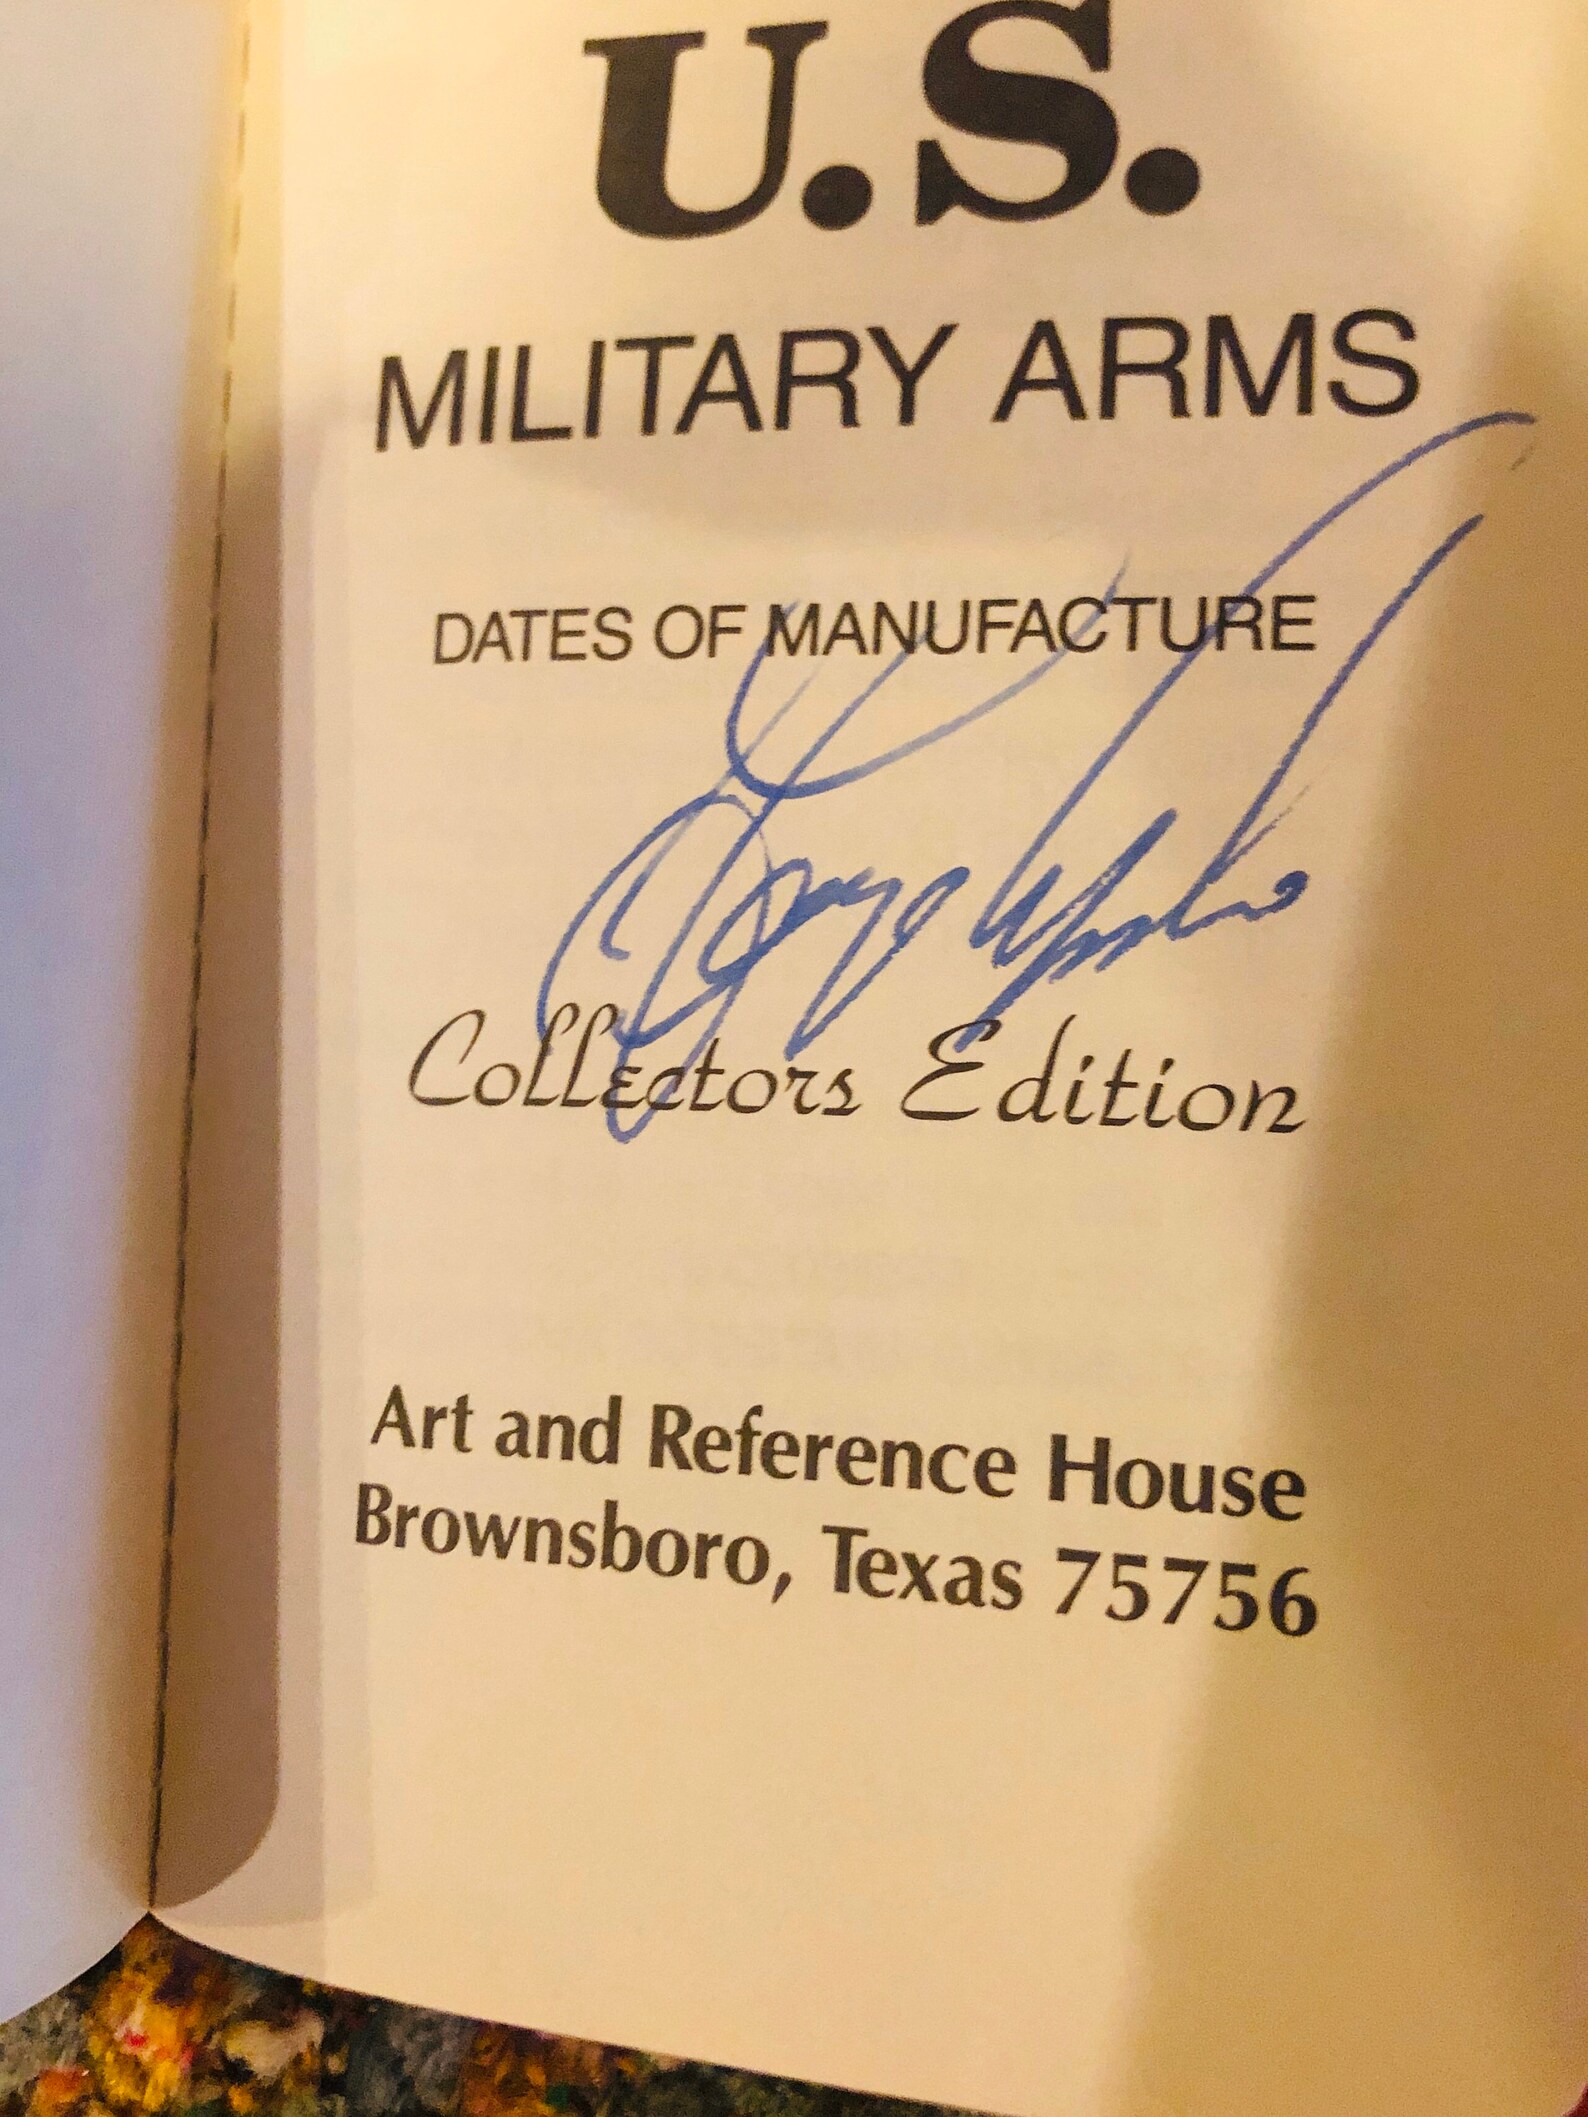 U.S.
MILITARY ARMS
DATES OF MANUFACTURE
Collectors Edition
Art and Reference House
Brownsboro, Texas 75756